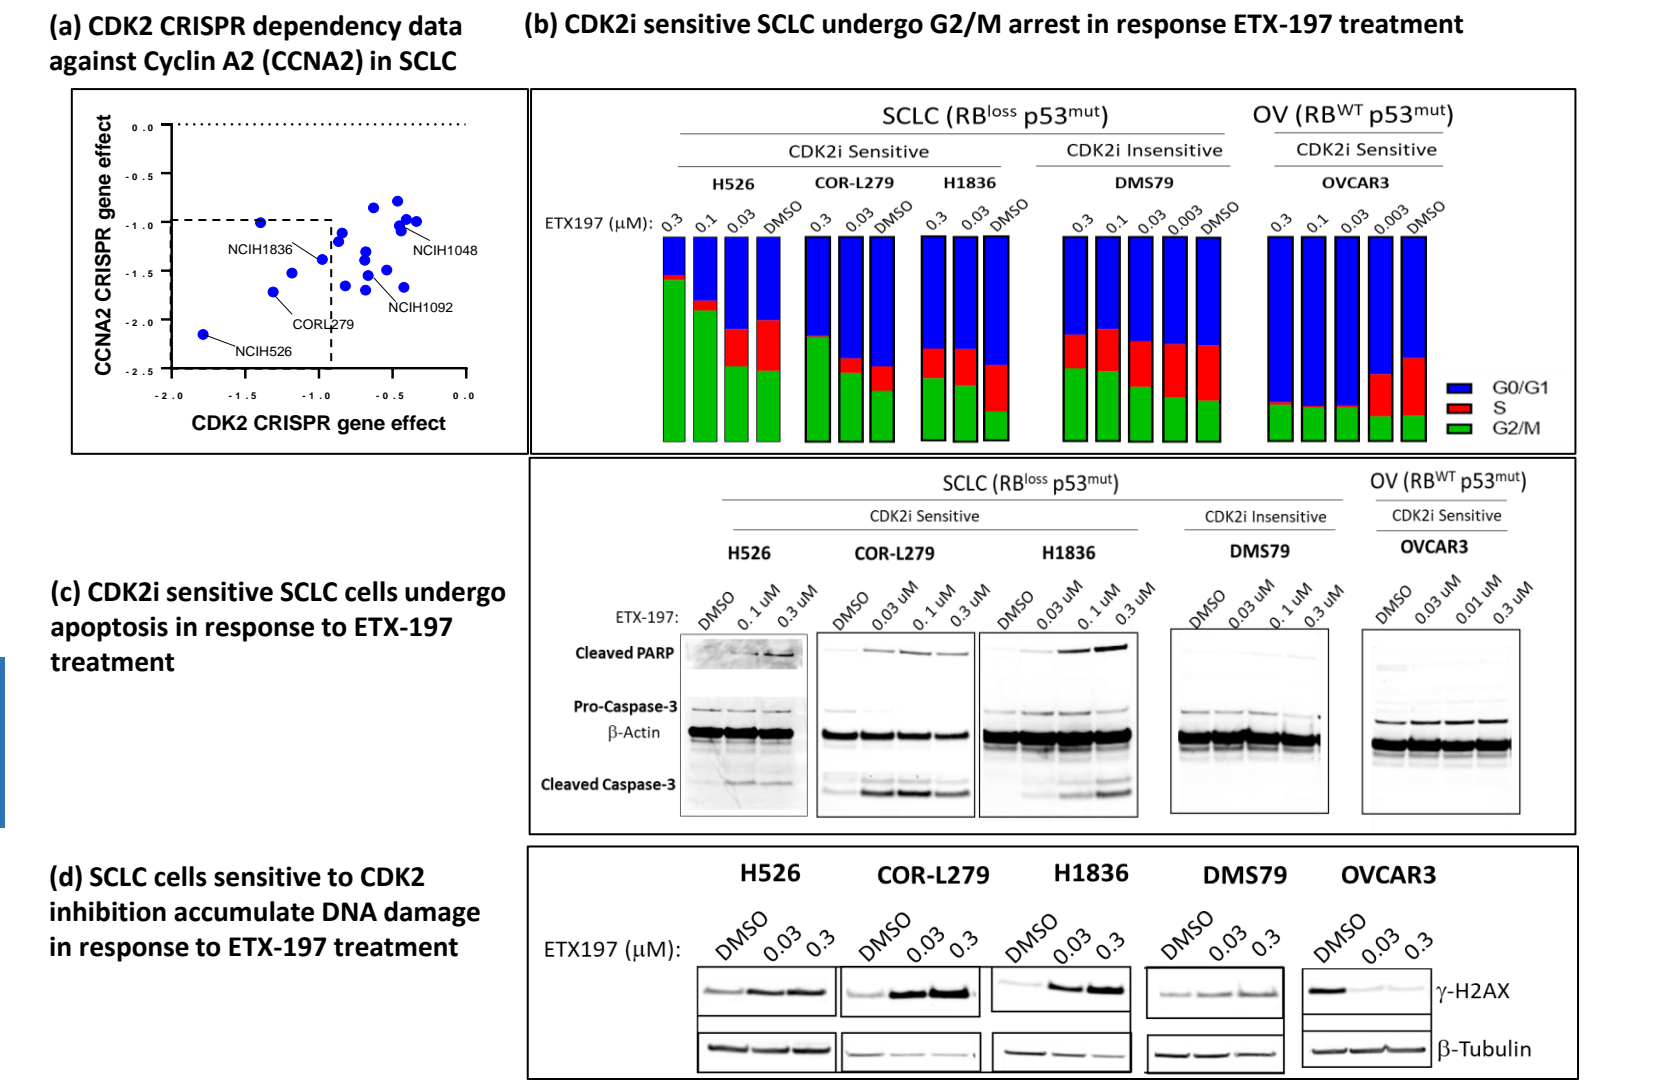 (a) CDK2 CRISPR dependency data
against Cyclin A2 (CCNA2) in SCLC
(b) CDK2i sensitive SCLC undergo G2/M arrest in response ETX-197 treatment
CCNA2 CRISPR gene effect
0.0
-0.5
-1.0
-1.5
-2.0
-2.5
NCIH1836
NCIH1048
NCIH1092
CORL279
NCIH526
-2.0 -1.5 -1.0 -0.5 0.0
CDK2 CRISPR gene effect
SCLC (RBloss p53mut) OV (RBWT p53mut)
CDK2i Sensitive CDK2i Insensitive CDK2i Sensitive
H526 COR-L279 H1836 DMS79 OVCAR3
ETX197 (μM): 0.3 0.1 0.03 DMSO 0.3 0.03 DMSO 0.3 0.03 DMSO 0.3 0.1 0.03 0.003 DMSO 0.3 0.1 0.03 0.003 DMSO
G0/G1
S
G2/M
(c) CDK2i sensitive SCLC cells undergo
apoptosis in response to ETX-197
treatment
SCLC (RBloss p53mut) OV (RBWT p53mut)
CDK2i Sensitive CDK2i Insensitive CDK2i Sensitive
H526 COR-L279 H1836 DMS79 OVCAR3
ETX-197: DMSO 0. 1 uM 0.3 uM DMSO 0.03 uM 0. 1 uM 0.3 uM DMSO 0.03 uM 0. 1 uM 0.3 uM DMSO 0.03 uM 0. 1 uM 0.3 uM DMSO 0.03 uM 0.01 uM 0.3 uM
Cleaved PARP
Pro-Caspase-3
β-Actin
Cleaved Caspase-3
(d) SCLC cells sensitive to CDK2
inhibition accumulate DNA damage
in response to ETX-197 treatment
H526 COR-L279 H1836 DMS79 OVCAR3
ETX197 (μM): DMSO 0.03 0.3 DMSO 0.03 0.3 DMSO 0.03 0.3 DMSO 0.03 0.3 DMSO 0.03 0.3
γ-H2AX
β-Tubulin